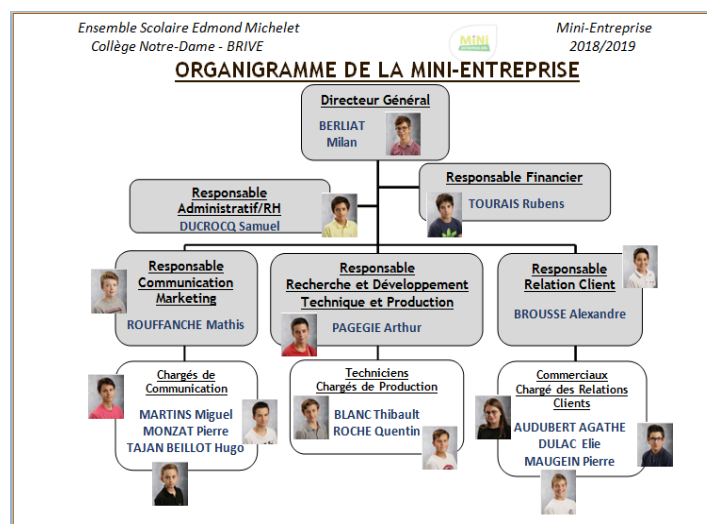 Ensemble Scolaire Edmond Michelet
Collège Notre-Dame - BRIVE
MINI
Mini-Entreprise
2018/2019
ORGANIGRAMME DE LA MINI-ENTREPRISE
Directeur Général
BERLIAT
Milan
Responsable
Administratif/RH
DUCROCQ Samuel
Responsable Financier
TOURAIS Rubens
Responsable
Communication
Marketing
ROUFFANCHE Mathis
Responsable
Recherche et Développement
Technique et Production
PAGEGIE Arthur
Responsable
Relation Client
BROUSSE Alexandre
Chargés de
Communication
MARTINS Miguel
MONZAT Pierre
TAJAN BEILLOT Hugo
Techniciens
Chargés de Production
BLANC Thibault
ROCHE Quentin
Commerciaux
Chargé des Relations
Clients
AUDUBERT AGATHE
DULAC Elie
MAUGEIN Pierre